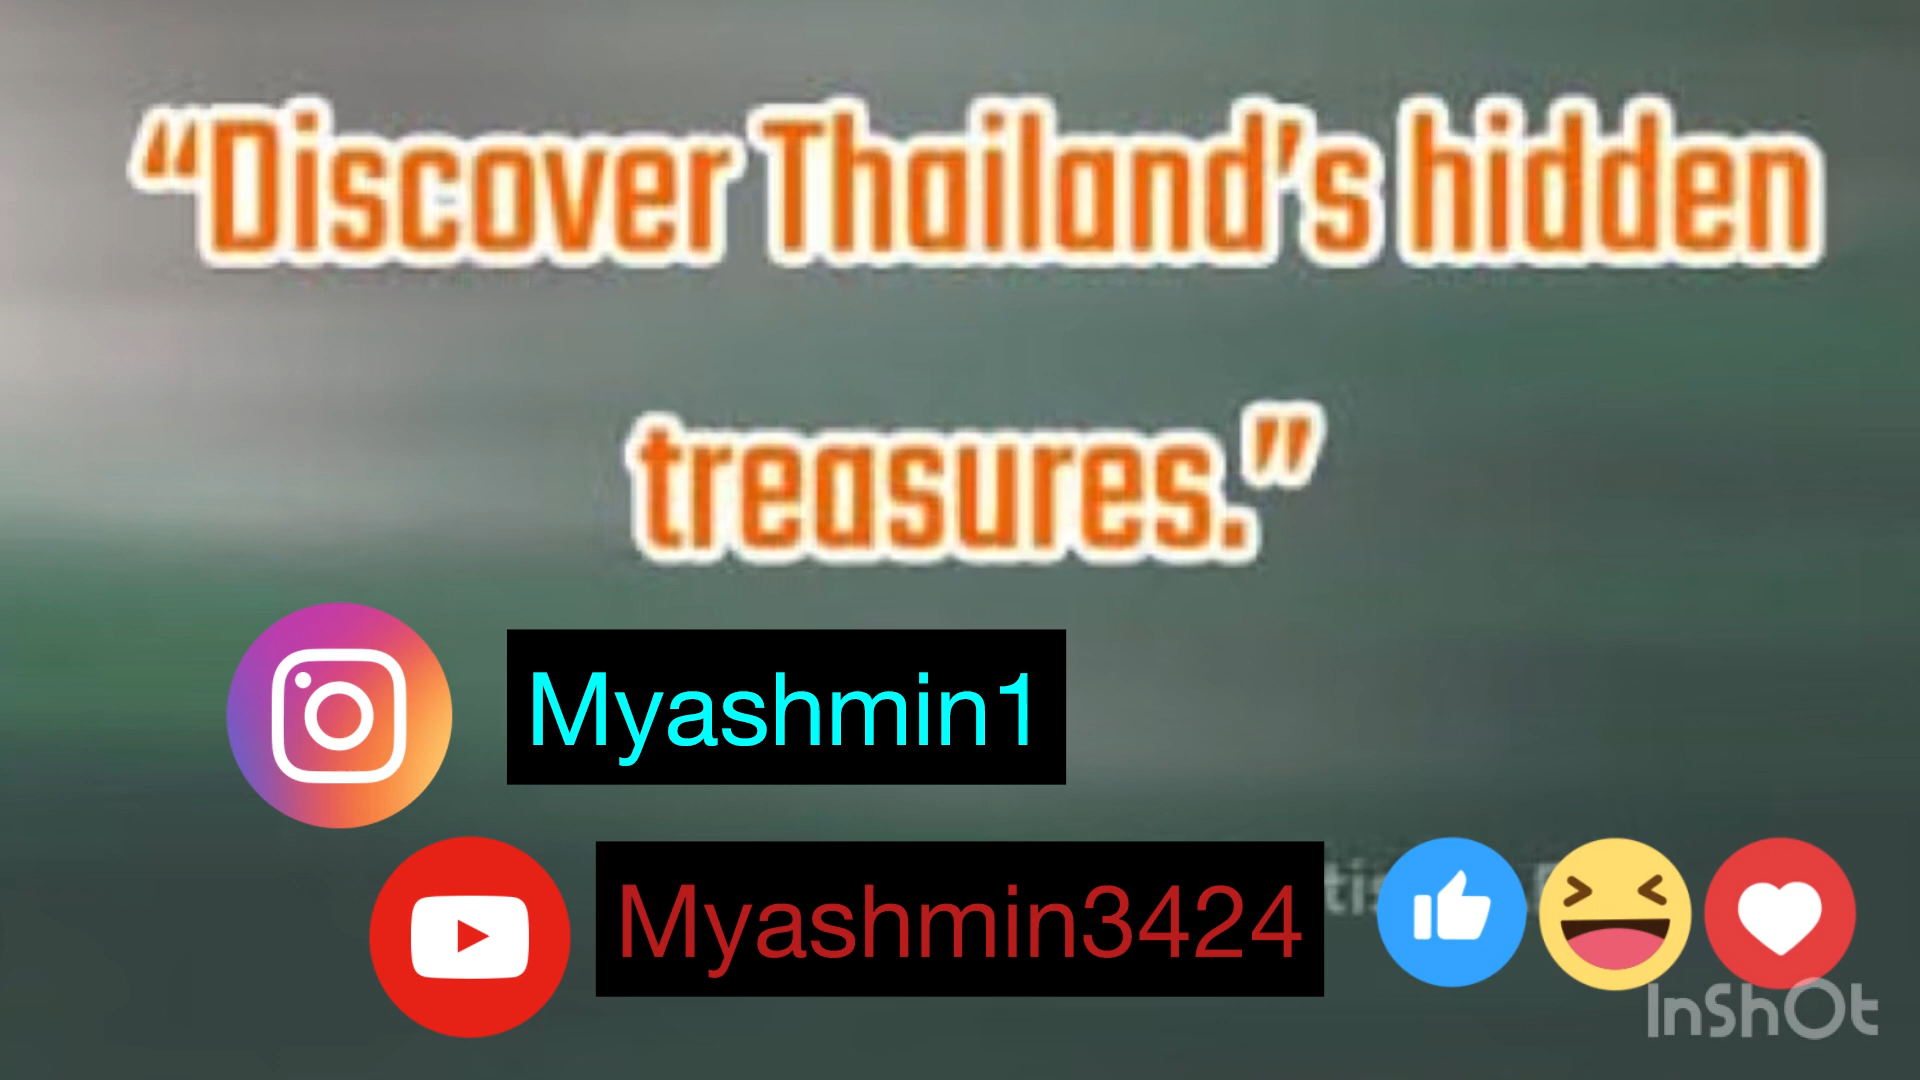 “Discover Thailand’s hidden
treasures.”
Myashmin1
Myashmin3424
InShOt